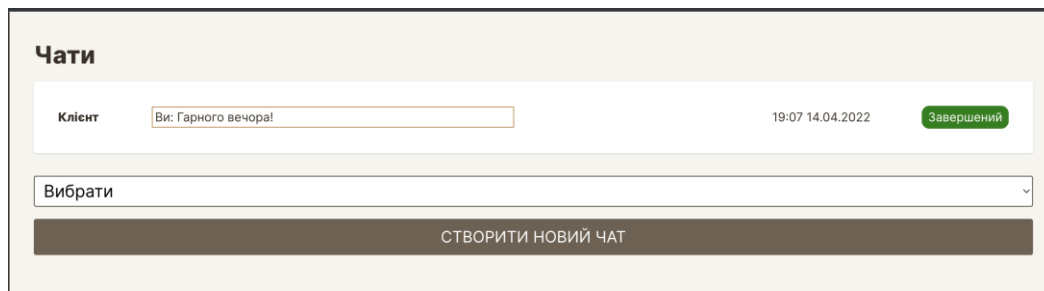 Чати
Клієнт Ви: Гарного вечора! 19:07 14.04.2022 Завершений
Вибрати
СТВОРИТИ НОВИЙ ЧАТ